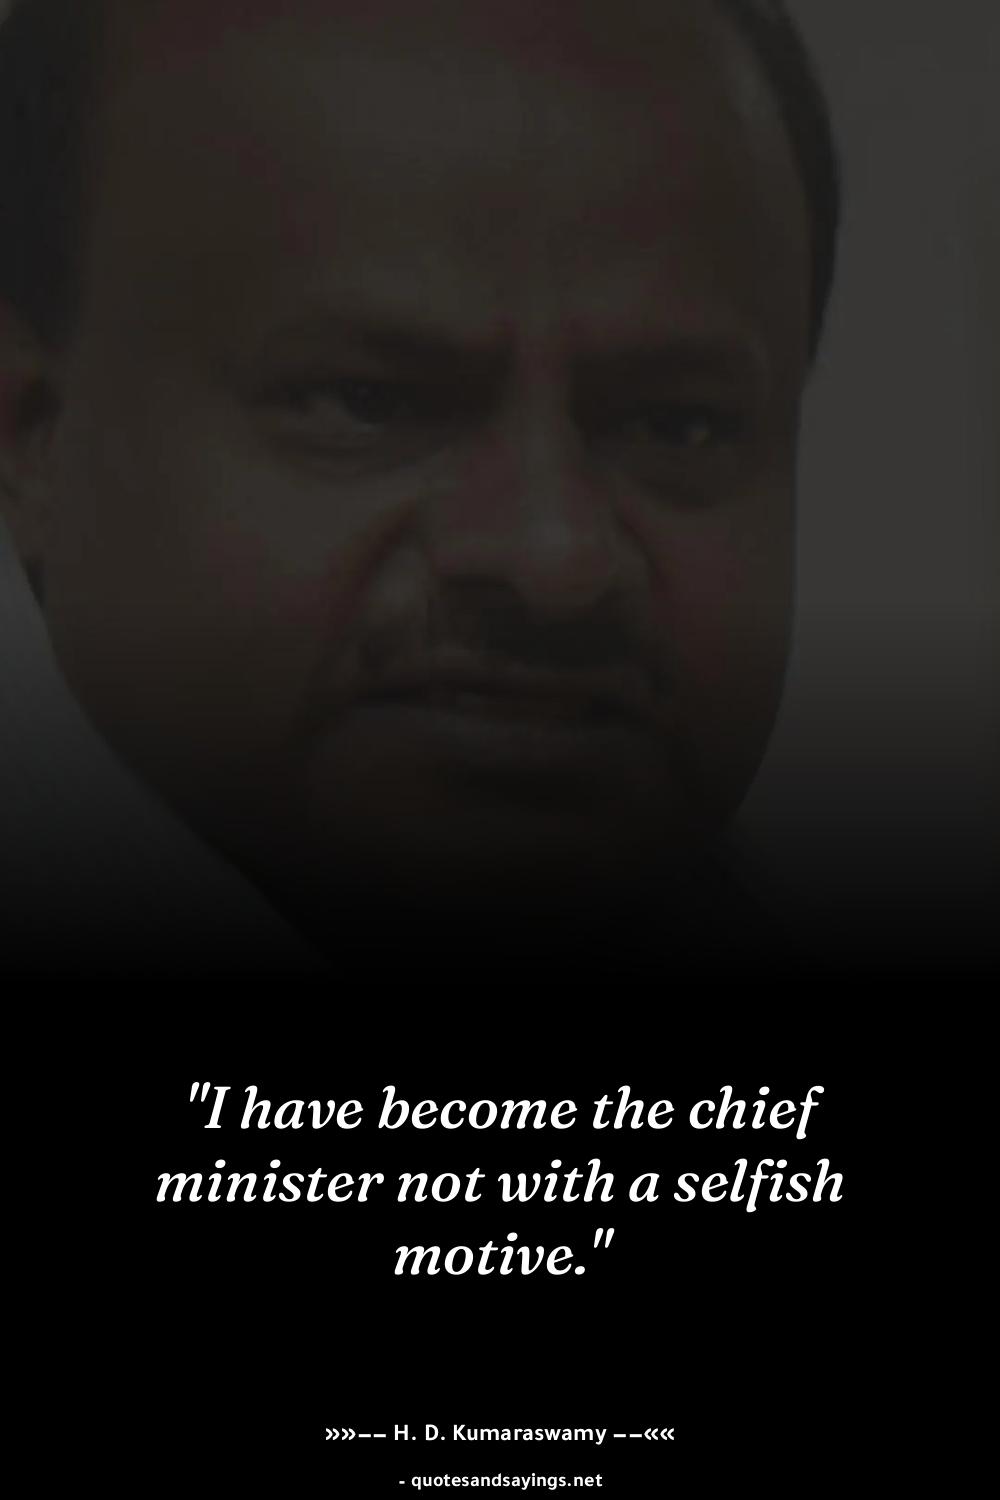 "I have become the chief
minister not with a selfish
motive."
»»−− H. D. Kumaraswamy −−««
- quotesandsayings.net